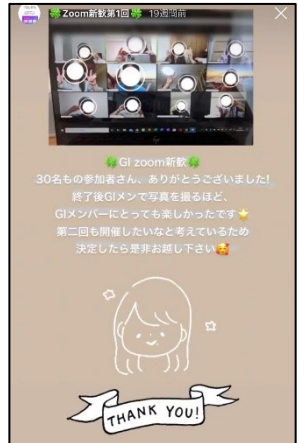 🍀Zoom新歓第1回🍀 19週間前
🍀GI zoom新歓🍀
30名もの参加者さん、ありがとうございました!
終了後GIメンで写真を撮るほど、
GIメンバーにとっても楽しかったです🌟
第二回も開催したいなと考えているため
決定したら是非お越し下さい🥰
THANK YOU!